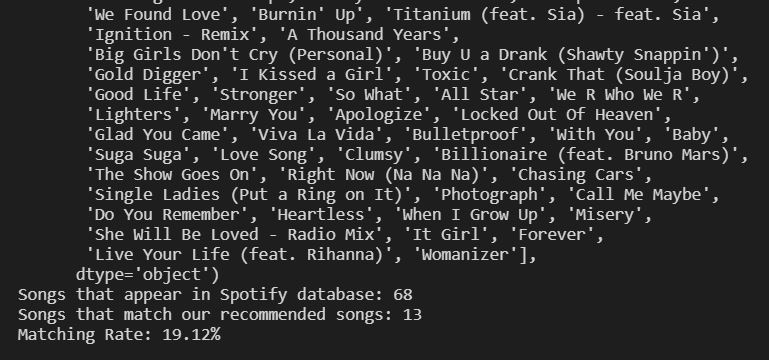 'We Found Love', 'Burnin' Up', 'Titanium (feat. Sia) - feat. Sia',
'Ignition - Remix', 'A Thousand Years',
'Big Girls Don't Cry (Personal)', 'Buy U a Drank (Shawty Snappin')',
'Gold Digger', 'I Kissed a Girl', 'Toxic', 'Crank That (Soulja Boy)',
'Good Life', 'Stronger', 'So What', 'All Star', 'We R Who We R',
'Lighters', 'Marry You', 'Apologize', 'Locked Out Of Heaven',
'Glad You Came', 'Viva La Vida', 'Bulletproof', 'With You', 'Baby',
'Suga Suga', 'Love Song', 'Clumsy', 'Billionaire (feat. Bruno Mars)',
'The Show Goes On', 'Right Now (Na Na Na)', 'Chasing Cars',
'Single Ladies (Put a Ring on It)', 'Photograph', 'Call Me Maybe',
'Do You Remember', 'Heartless', 'When I Grow Up', 'Misery',
'She Will Be Loved - Radio Mix', 'It Girl', 'Forever',
'Live Your Life (feat. Rihanna)', 'Womanizer'],
dtype='object')
Songs that appear in Spotify database: 68
Songs that match our recommended songs: 13
Matching Rate: 19.12%